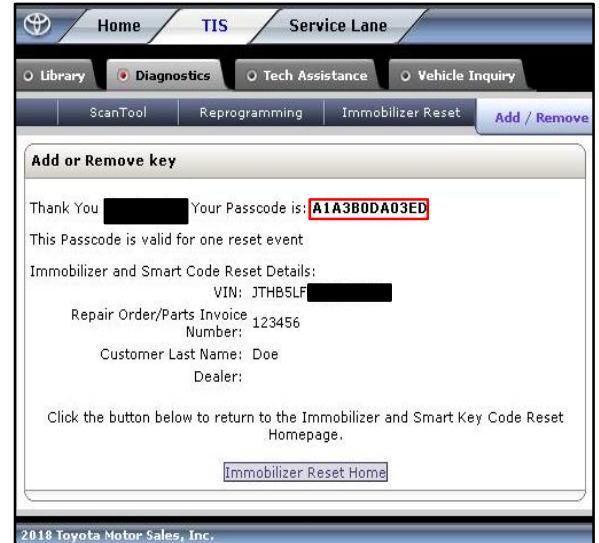 Home TIS Service Lane
Library Diagnostics Tech Assistance Vehicle Inquiry
ScanTool Reprogramming Immobilizer Reset Add / Remove
Add or Remove key
Thank You Your Passcode is: A1A3B0DA03ED
This Passcode is valid for one reset event
Immobilizer and Smart Code Reset Details:
VIN: JTHB5LF
Repair Order/Parts Invoice
Number: 123456
Customer Last Name: Doe
Dealer:
Click the button below to return to the Immobilizer and Smart Key Code Reset
Homepage.
Immobilizer Reset Home
2018 Toyota Motor Sales, Inc.